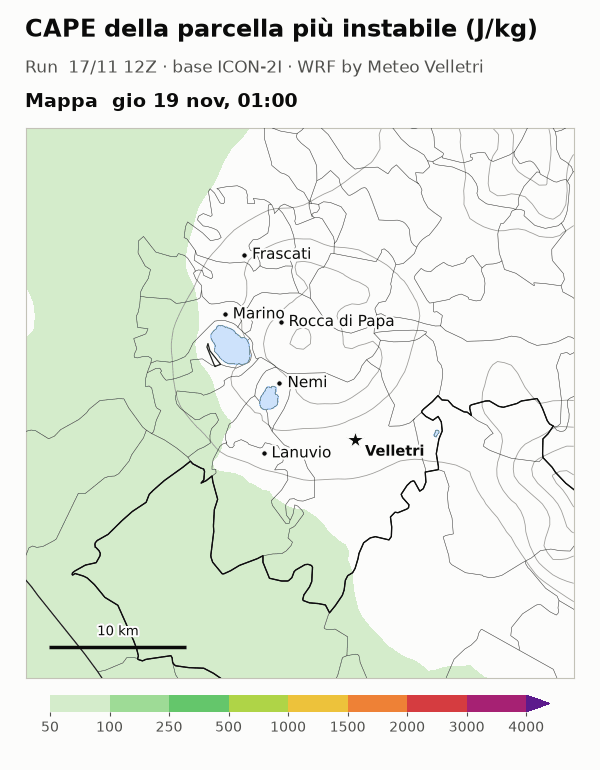 CAPE della parcella più instabile (J/kg)
Run  17/11 12Z · base ICON-2I · WRF by Meteo Velletri
Mappa  gio 19 nov, 01:00
Frascati
Marino
Rocca di Papa
Nemi
Lanuvio
Velletri
10 km
50 100 250 500 1000 1500 2000 3000 4000